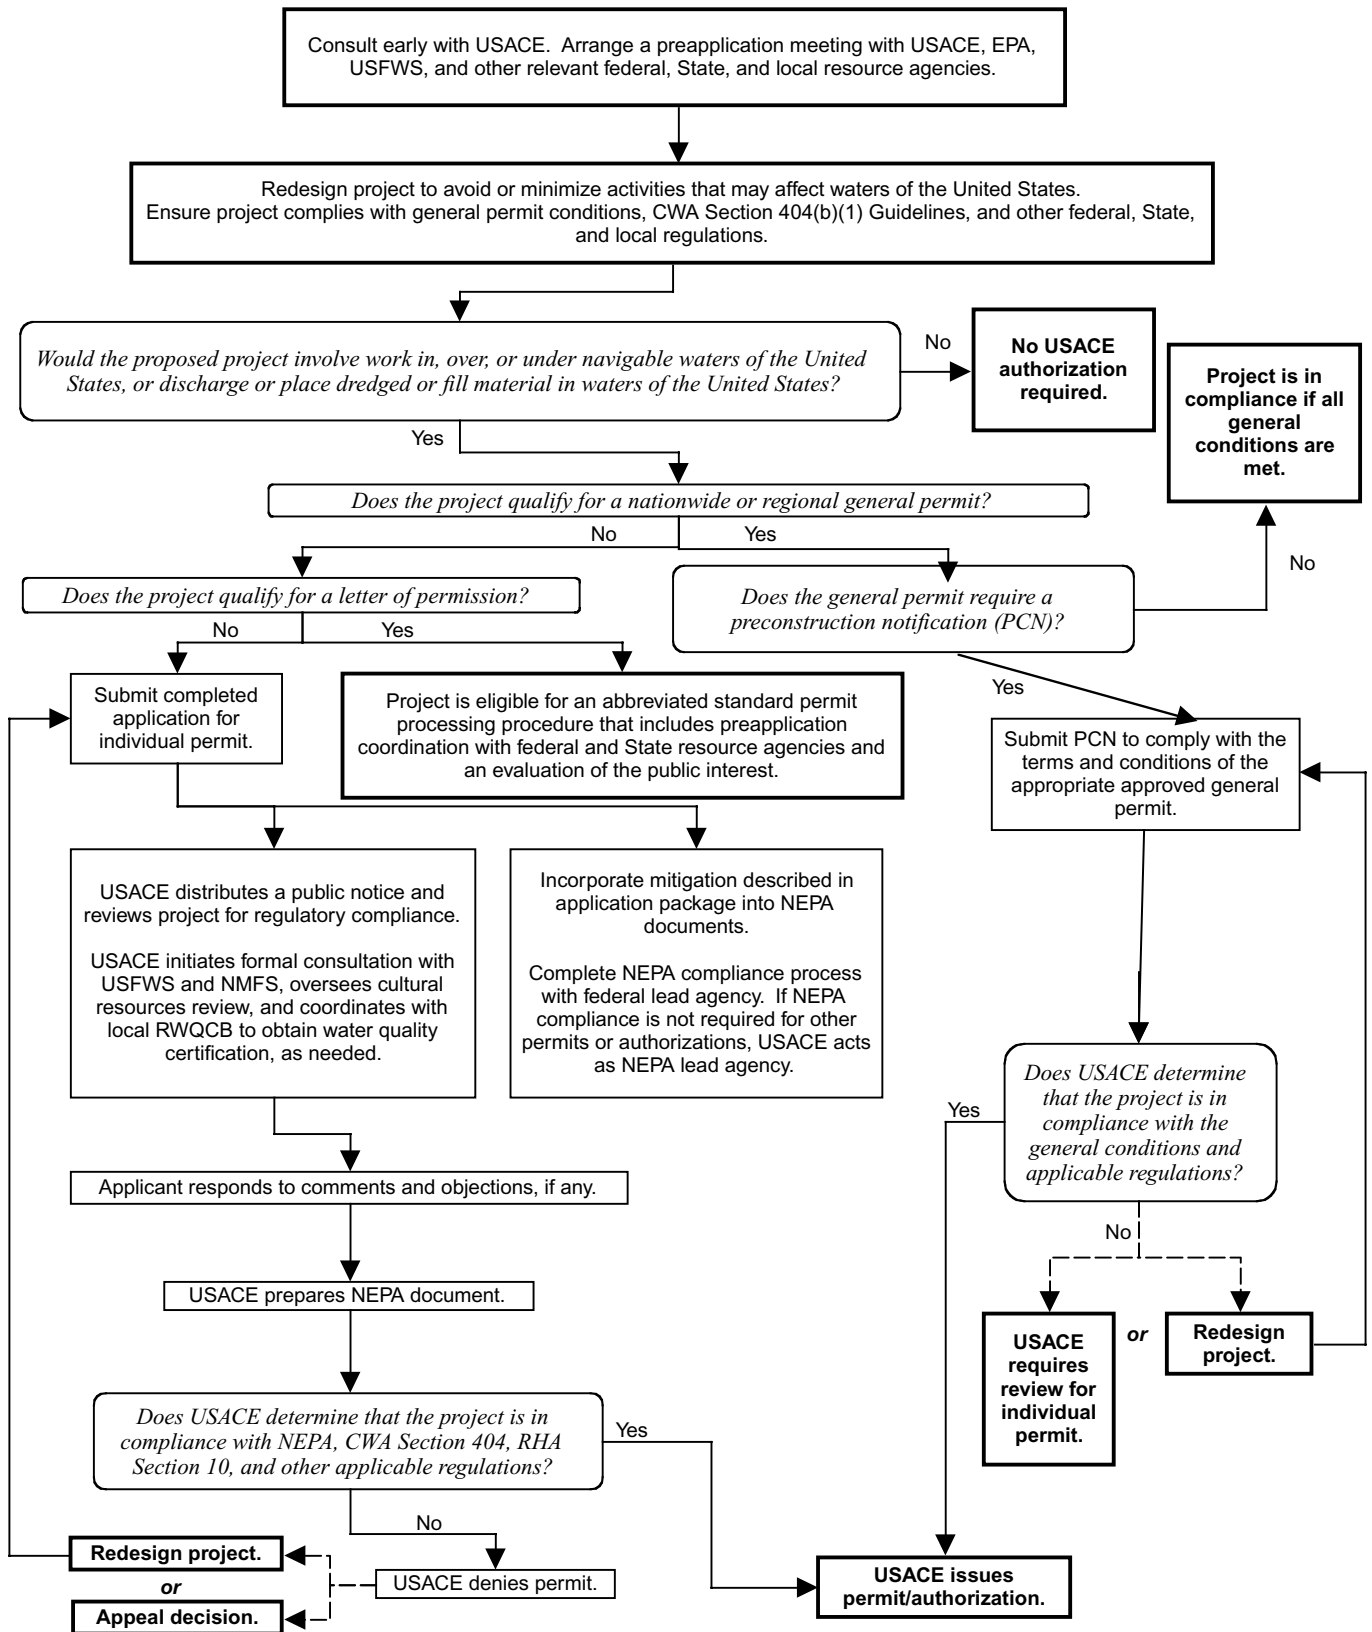 Consult early with USACE.  Arrange a preapplication meeting with USACE, EPA,
USFWS, and other relevant federal, State, and local resource agencies.
Redesign project to avoid or minimize activities that may affect waters of the United States.
Ensure project complies with general permit conditions, CWA Section 404(b)(1) Guidelines, and other federal, State,
and local regulations.
Would the proposed project involve work in, over, or under navigable waters of the United
States, or discharge or place dredged or fill material in waters of the United States?
No
No USACE
authorization
required.
Project is in
compliance if all
general
conditions are
met.
Yes
Does the project qualify for a nationwide or regional general permit?
No
Yes
No
Does the project qualify for a letter of permission?
Does the general permit require a
preconstruction notification (PCN)?
No
Yes
Yes
Submit completed
application for
individual permit.
Project is eligible for an abbreviated standard permit
processing procedure that includes preapplication
coordination with federal and State resource agencies and
an evaluation of the public interest.
Submit PCN to comply with the
terms and conditions of the
appropriate approved general
permit.
USACE distributes a public notice and
reviews project for regulatory compliance.
USACE initiates formal consultation with
USFWS and NMFS, oversees cultural
resources review, and coordinates with
local RWQCB to obtain water quality
certification, as needed.
Incorporate mitigation described in
application package into NEPA
documents.
Complete NEPA compliance process
with federal lead agency.  If NEPA
compliance is not required for other
permits or authorizations, USACE acts
as NEPA lead agency.
Does USACE determine
that the project is in
compliance with the
general conditions and
applicable regulations?
Yes
No
Applicant responds to comments and objections, if any.
USACE prepares NEPA document.
USACE
requires
review for
individual
permit.
or
Redesign
project.
Does USACE determine that the project is in
compliance with NEPA, CWA Section 404, RHA
Section 10, and other applicable regulations?
Yes
No
Redesign project.
or
Appeal decision.
USACE denies permit.
USACE issues
permit/authorization.